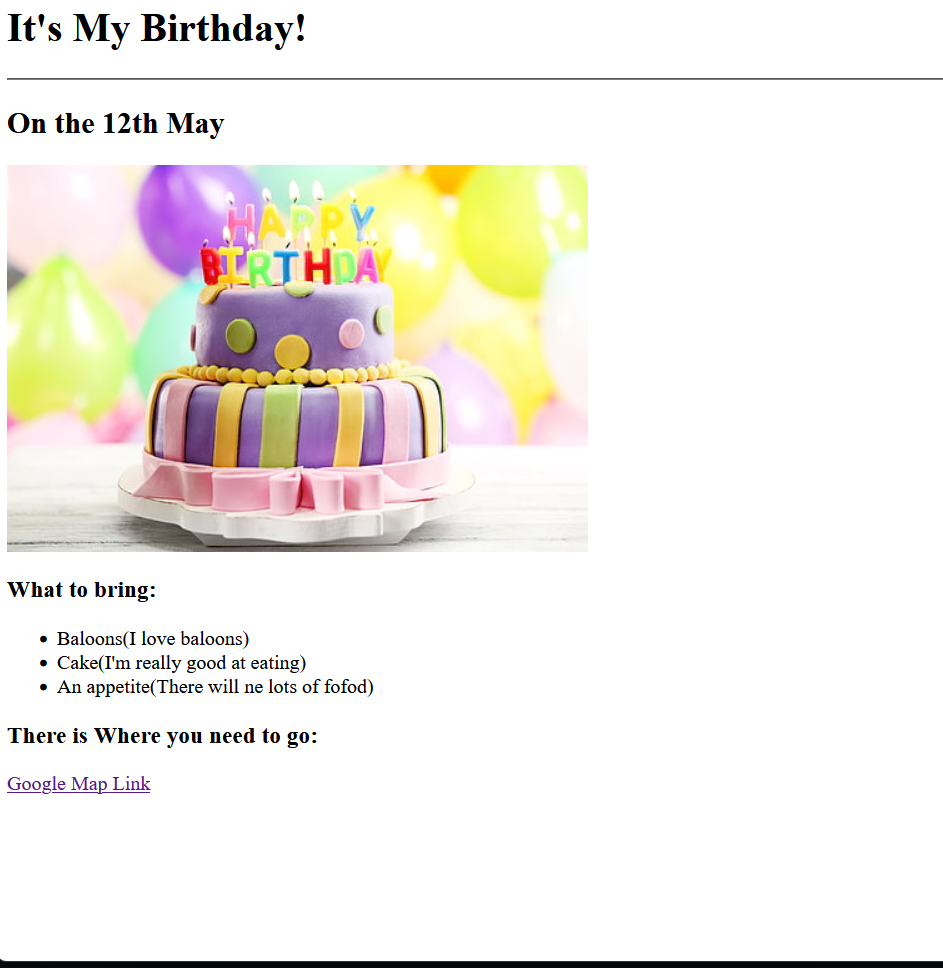 It's My Birthday!
On the 12th May
HAPPY
BIRTHDAY
What to bring:
Baloons(I love baloons)
Cake(I'm really good at eating)
An appetite(There will ne lots of fofod)
There is Where you need to go:
Google Map Link